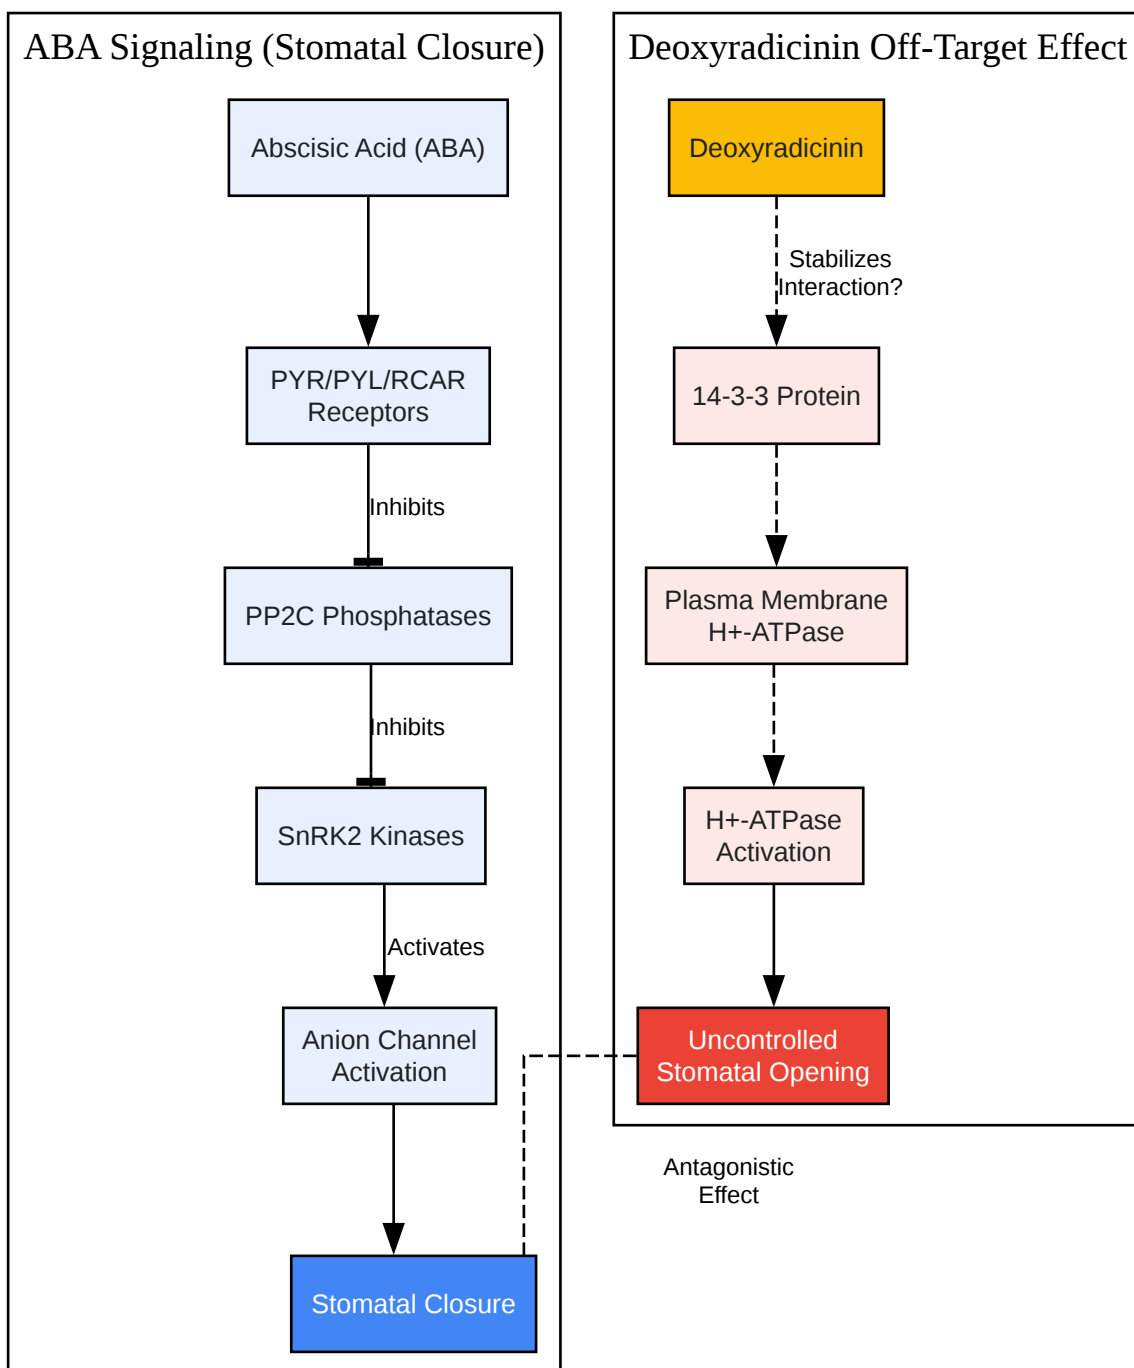 ABA Signaling (Stomatal Closure)
Abscisic Acid (ABA)
PYR/PYL/RCAR
Receptors
Inhibits
PP2C Phosphatases
Inhibits
SnRK2 Kinases
Activates
Anion Channel
Activation
Stomatal Closure
Deoxyradicinin Off-Target Effect
Deoxyradicinin
Stabilizes
Interaction?
14-3-3 Protein
Plasma Membrane
H+-ATPase
H+-ATPase
Activation
Uncontrolled
Stomatal Opening
Antagonistic
Effect